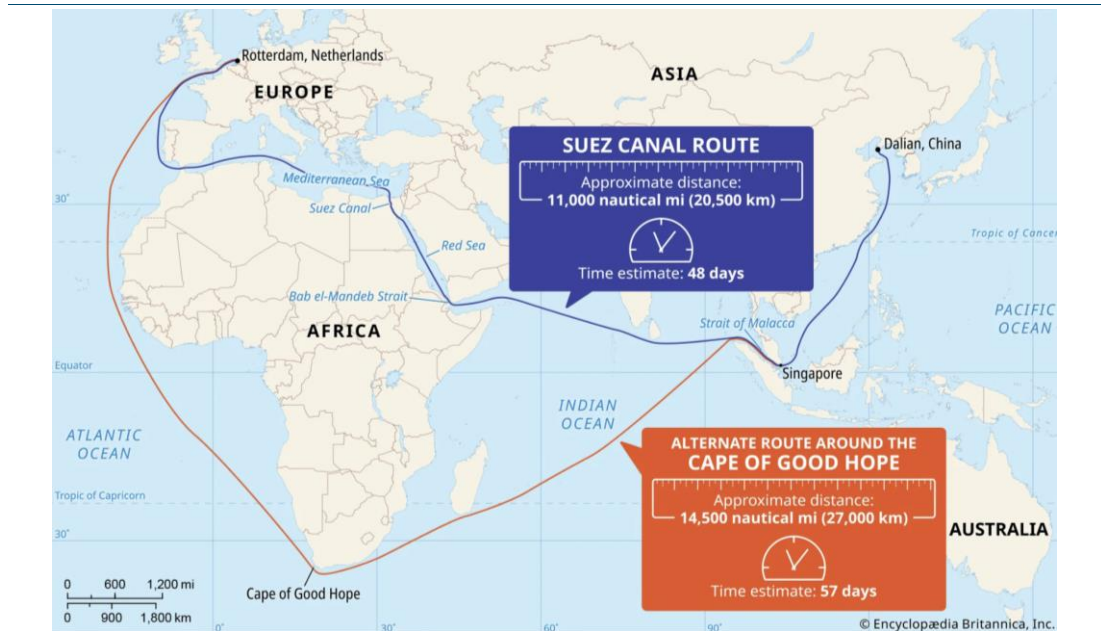 Rotterdam, Netherlands
ASIA
EUROPE
SUEZ CANAL ROUTE
Approximate distance:
11,000 nautical mi (20,500 km)
Time estimate: 48 days
Dalian, China
Mediterranean Sea
30°
Suez Canal
Tropic of Cancer
Red Sea
Bab el-Mandeb Strait
AFRICA
Strait of Malacca
PACIFIC
OCEAN
Equator
Singapore
INDIAN
OCEAN
ATLANTIC
OCEAN
ALTERNATE ROUTE AROUND THE
CAPE OF GOOD HOPE
Approximate distance:
14,500 nautical mi (27,000 km)
Time estimate: 57 days
Tropic of Capricorn
30°
AUSTRALIA
0 600 1,200 mi
0 900 1,800 km
Cape of Good Hope
0°
30°
60°
90°
© Encyclopædia Britannica, Inc.